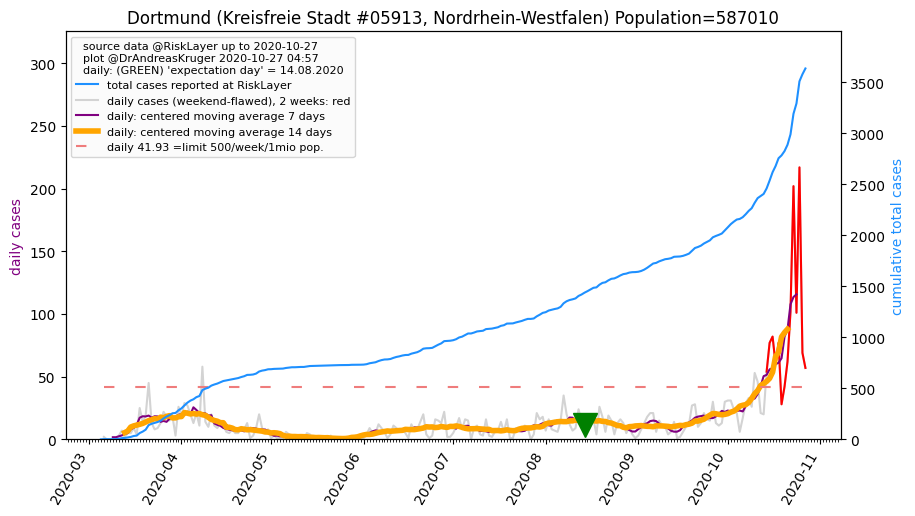 Dortmund (Kreisfreie Stadt #05913, Nordrhein-Westfalen) Population=587010
source data @RiskLayer up to 2020-10-27
plot @DrAndreasKruger 2020-10-27 04:57
daily: (GREEN) 'expectation day' = 14.08.2020
total cases reported at RiskLayer
daily cases (weekend-flawed), 2 weeks: red
daily: centered moving average 7 days
daily: centered moving average 14 days
daily 41.93 =limit 500/week/1mio pop.
daily cases
300
250
200
150
100
50
0
cumulative total cases
3500
3000
2500
2000
1500
1000
500
0
2020-03
2020-04
2020-05
2020-06
2020-07
2020-08
2020-09
2020-10
2020-11